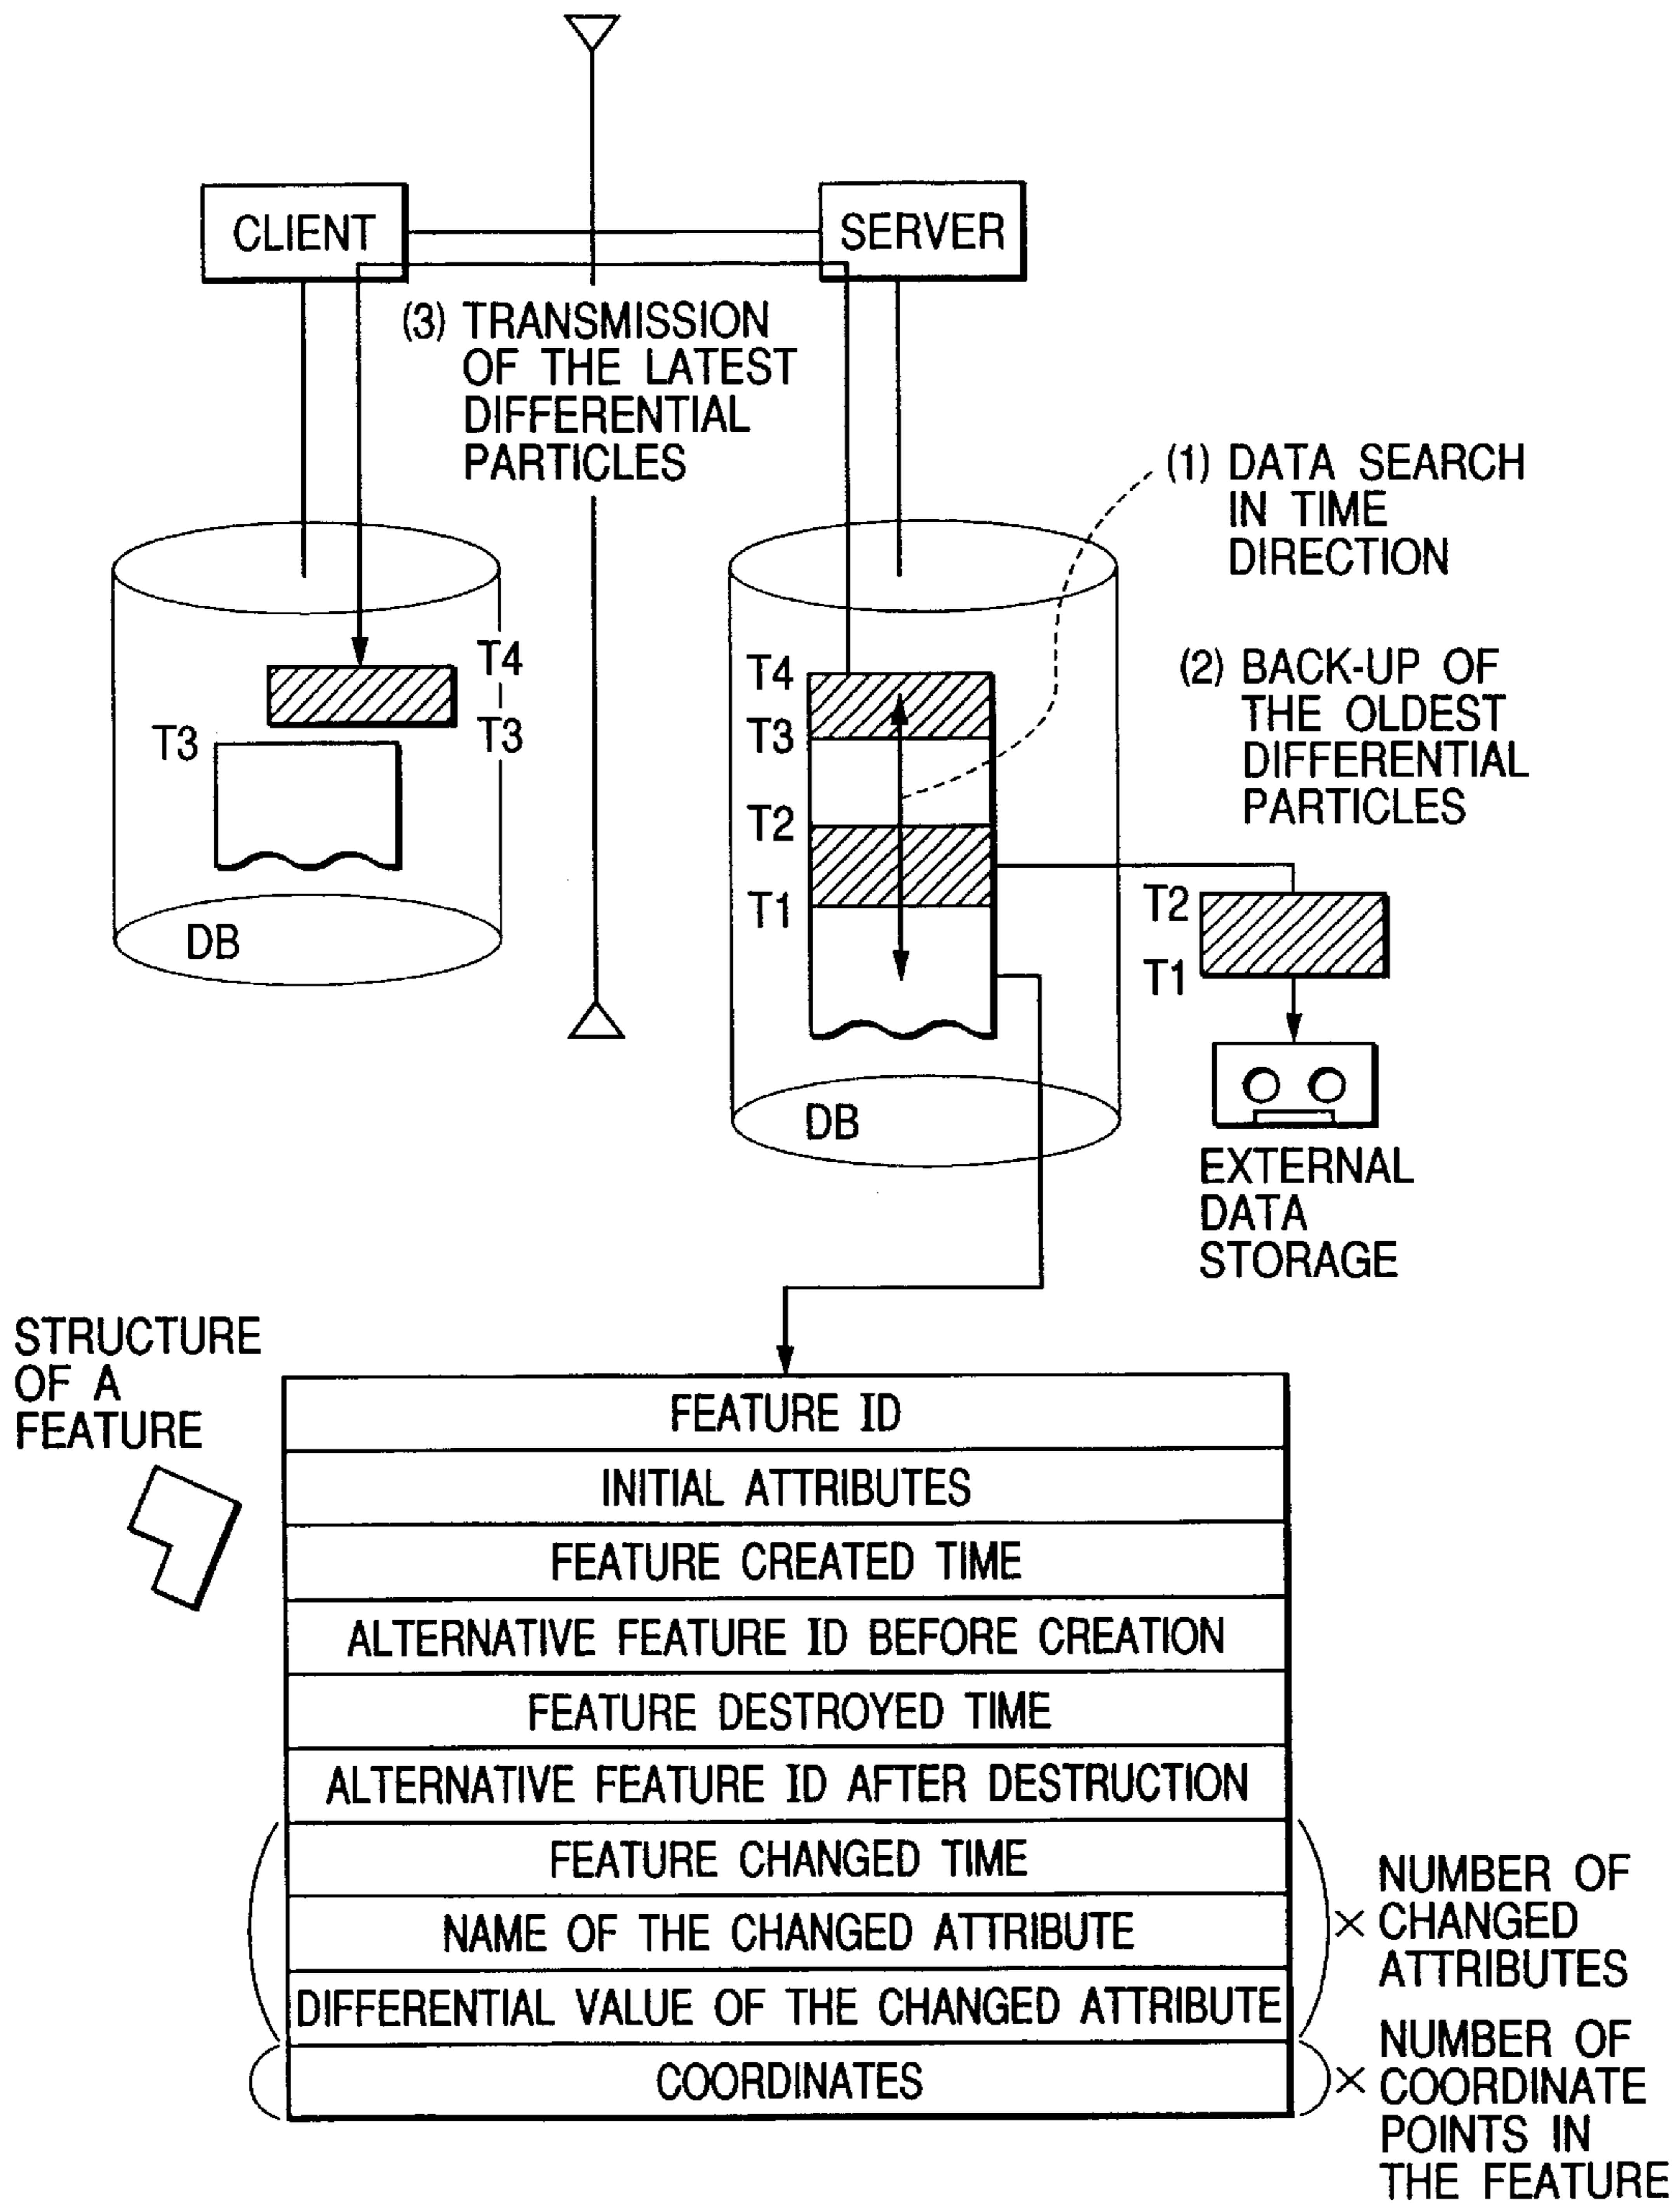 CLIENT
SERVER
(3) TRANSMISSION
OF THE LATEST
DIFFERENTIAL
PARTICLES
(1) DATA SEARCH
IN TIME
DIRECTION
(2) BACK-UP OF
THE OLDEST
DIFFERENTIAL
PARTICLES
T4
T3
T3
DB
T4
T3
T2
T1
DB
T2
T1
EXTERNAL
DATA
STORAGE
STRUCTURE
OF A
FEATURE
FEATURE ID
INITIAL ATTRIBUTES
FEATURE CREATED TIME
ALTERNATIVE FEATURE ID BEFORE CREATION
FEATURE DESTROYED TIME
ALTERNATIVE FEATURE ID AFTER DESTRUCTION
FEATURE CHANGED TIME
NAME OF THE CHANGED ATTRIBUTE
DIFFERENTIAL VALUE OF THE CHANGED ATTRIBUTE
COORDINATES
NUMBER OF
× CHANGED
ATTRIBUTES
NUMBER OF
× COORDINATE
POINTS IN
THE FEATURE